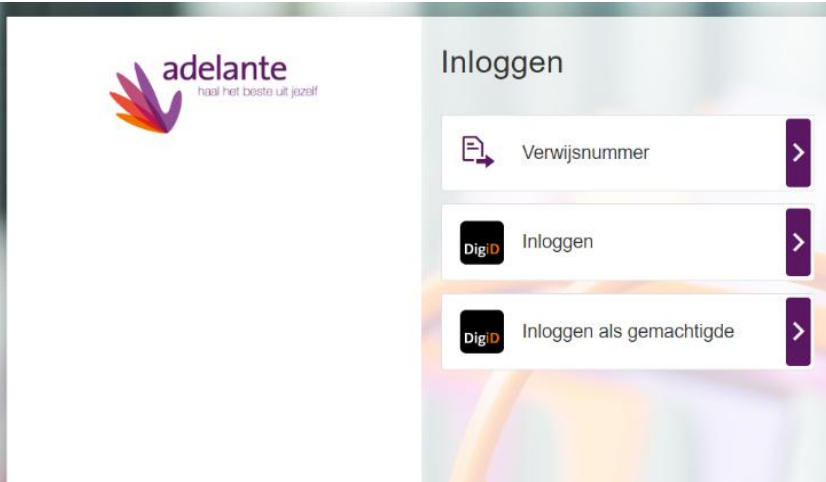 adelante
haal het beste uit jezelf
Inloggen
Verwijsnummer
DigiD
Inloggen
DigiD
Inloggen als gemachtigde